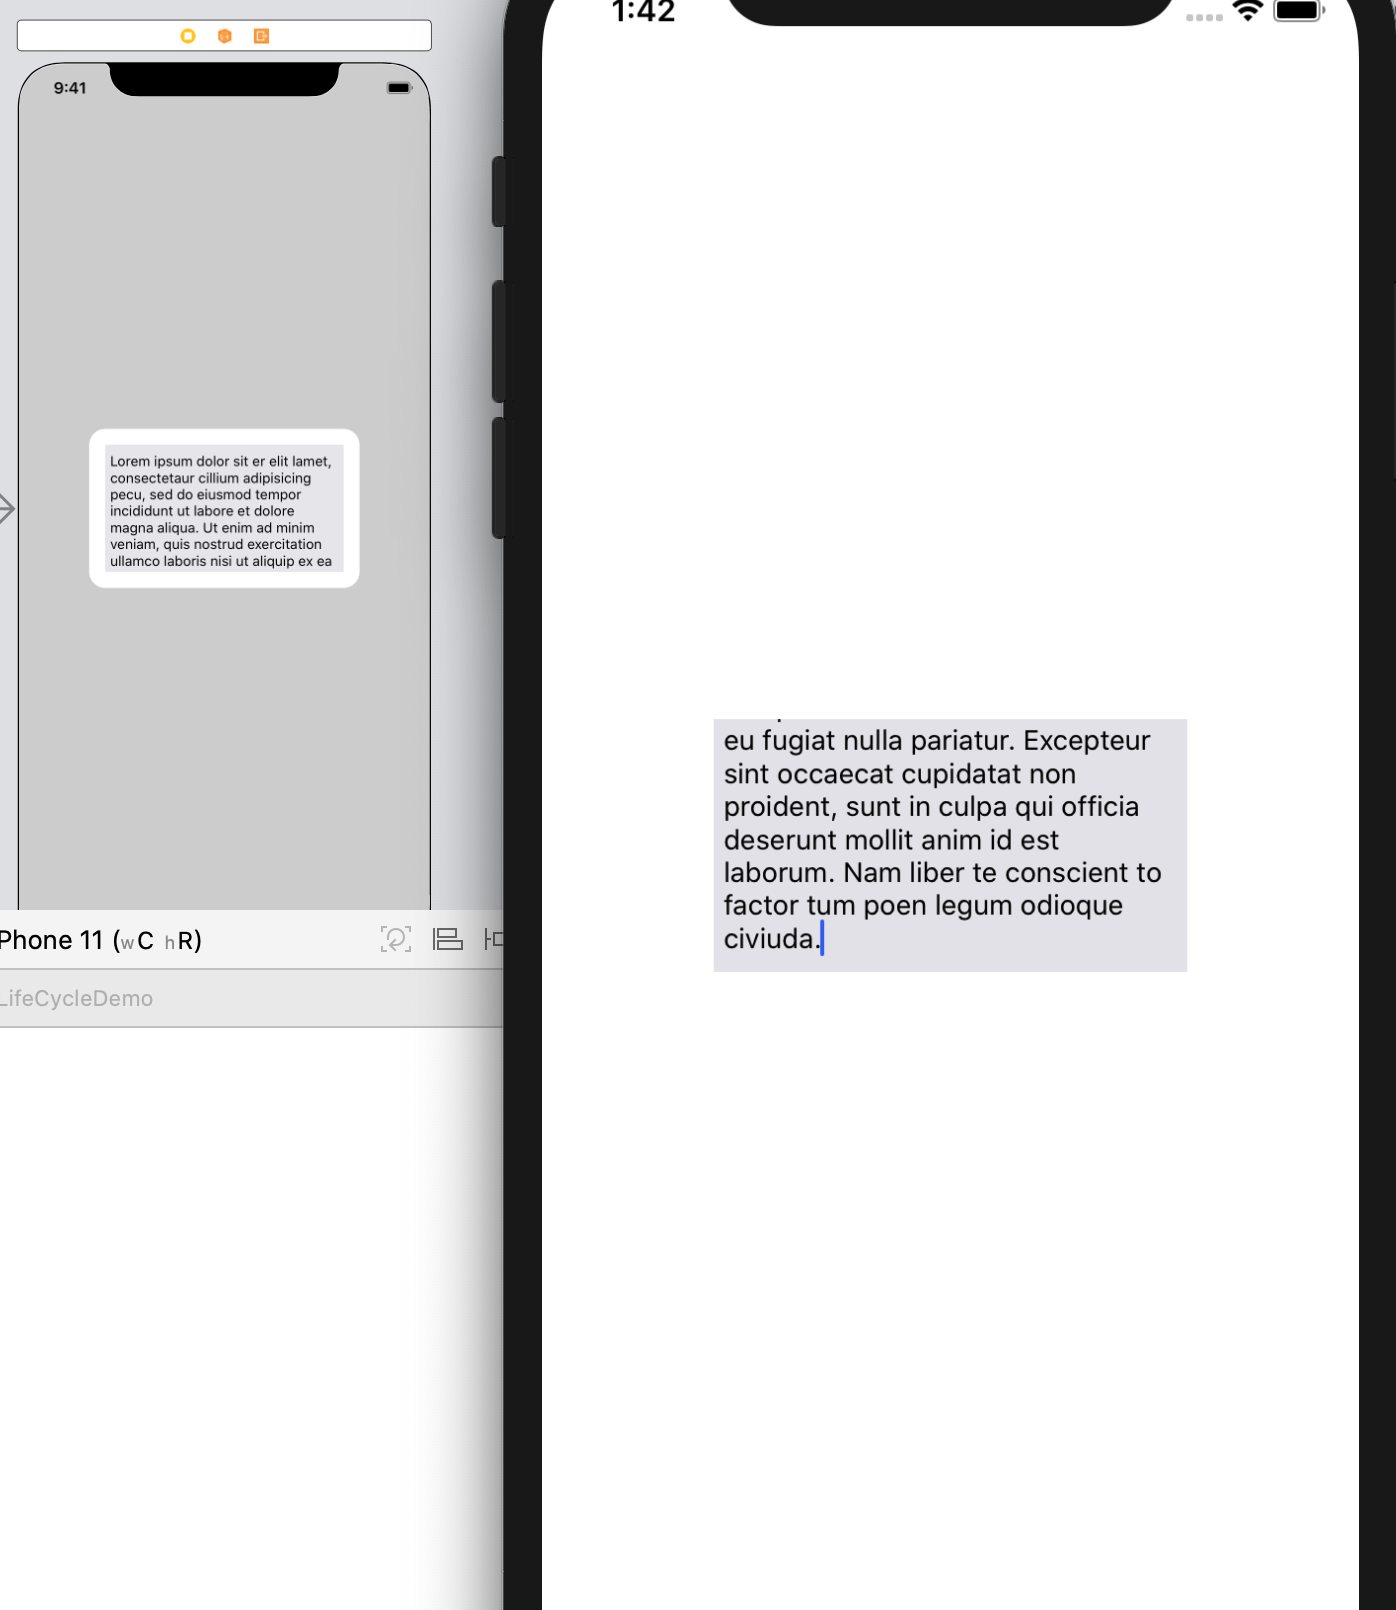 9:41
Lorem ipsum dolor sit er elit lamet,
consectetaur cillium adipisicing
pecu, sed do eiusmod tempor
incididunt ut labore et dolore
magna aliqua. Ut enim ad minim
veniam, quis nostrud exercitation
ullamco laboris nisi ut aliquip ex ea
Phone 11 (wC hR)
LifeCycleDemo
1:42
eu fugiat nulla pariatur. Excepteur
sint occaecat cupidatat non
proident, sunt in culpa qui officia
deserunt mollit anim id est
laborum. Nam liber te conscient to
factor tum poen legum odioque
civiuda.